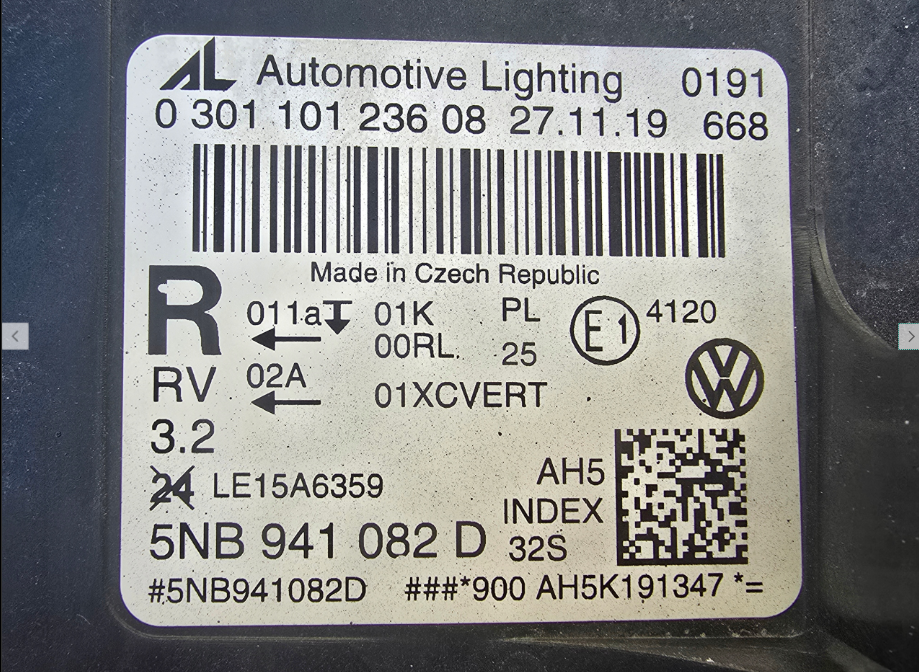 AL Automotive Lighting 0191
0 301 101 236 08 27.11.19 668
Made in Czech Republic
R 011a 01K PL E1 4120
00RL 25
RV 02A 01XCVERT
3.2
24 LE15A6359 AH5
INDEX
5NB 941 082 D 32S
#5NB941082D ###*900 AH5K191347 *=